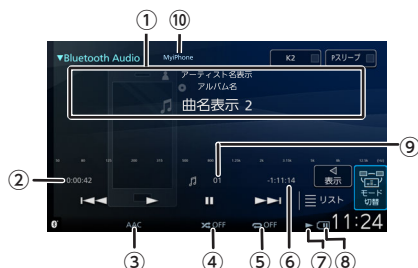 ① ⑩
▼Bluetooth Audio MyiPhone K2 Pスリープ
アーティスト名表示
アルバム名
曲名表示 2
⑨
② 0:00:42 01 -1:11:14 表示
リスト モード切替
AAC OFF OFF 11:24
③ ④ ⑤ ⑥ ⑦ ⑧